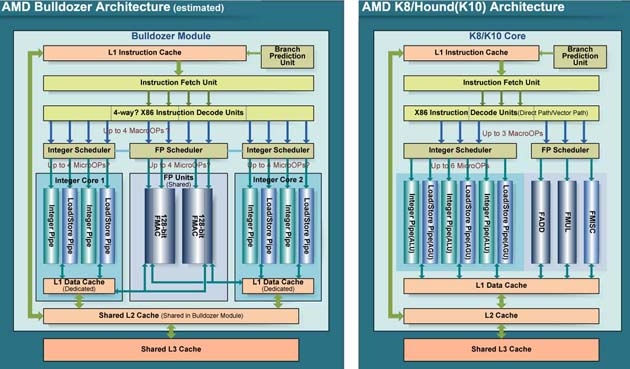 AMD Bulldozer Architecture (estimated)
Bulldozer Module
L1 Instruction Cache
Branch
Prediction
Unit
Instruction Fetch Unit
4-way? X86 Instruction Decode Units
Up to 4 MacroOPs?
Integer Scheduler
FP Scheduler
Integer Scheduler
Up to 4 MicroOPs?
Up to 4 MicroOPs
Up to 4 MicroOPs?
Integer Core 1
FP Units
(Shared)
Integer Core 2
Integer Pipe
Load/Store Pipe
Integer Pipe
Load/Store Pipe
128-bit
FMAC
128-bit
FMAC
Integer Pipe
Load/Store Pipe
Integer Pipe
Load/Store Pipe
L1 Data Cache
(Dedicated)
L1 Data Cache
(Dedicated)
Shared L2 Cache (Shared in Bulldozer Module)
Shared L3 Cache
AMD K8/Hound(K10) Architecture
K8/K10 Core
L1 Instruction Cache
Branch
Prediction
Unit
Instruction Fetch Unit
X86 Instruction Decode Units(Direct Path/Vector Path)
Up to 3 MacroOPs
Integer Scheduler
FP Scheduler
Up to 6 MicroOPs
Integer Pipe(ALU)
Load/Store Pipe(AGU)
Integer Pipe(ALU)
Load/Store Pipe(AGU)
Integer Pipe(ALU)
Load/Store Pipe(AGU)
FADD
FMUL
FMISC
L1 Data Cache
L2 Cache
Shared L3 Cache